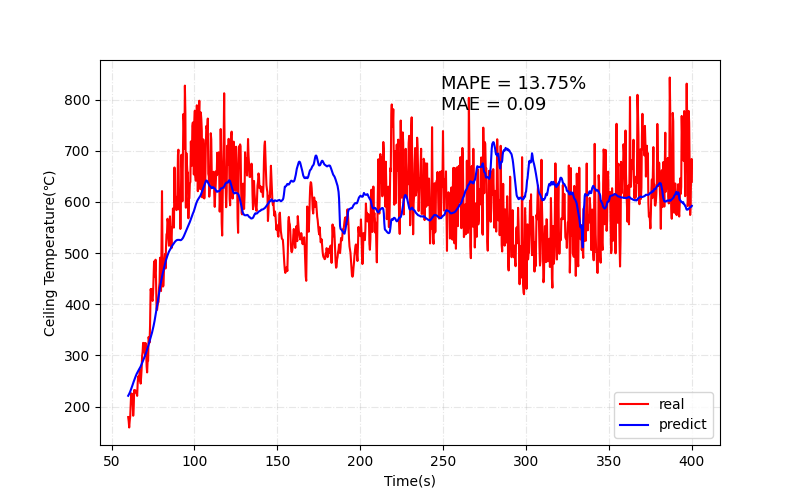 MAPE = 13.75%
MAE = 0.09
800
700
600
500
400
300
200
Ceiling Temperature(℃)
real
predict
50
100
150
200
250
300
350
400
Time(s)